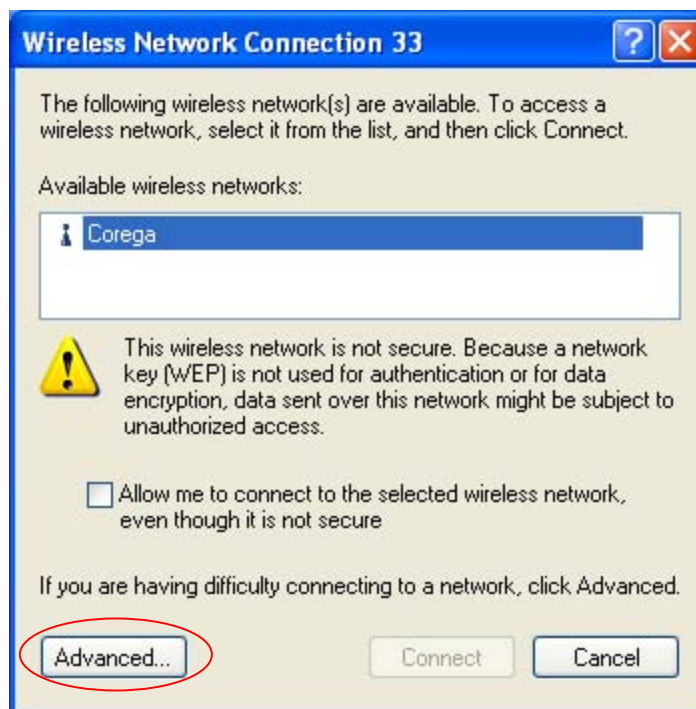 Wireless Network Connection 33
The following wireless network(s) are available. To access a
wireless network, select it from the list, and then click Connect.
Available wireless networks:
Corega
This wireless network is not secure. Because a network
key (WEP) is not used for authentication or for data
encryption, data sent over this network might be subject to
unauthorized access.
Allow me to connect to the selected wireless network,
even though it is not secure
If you are having difficulty connecting to a network, click Advanced.
Advanced... Connect Cancel